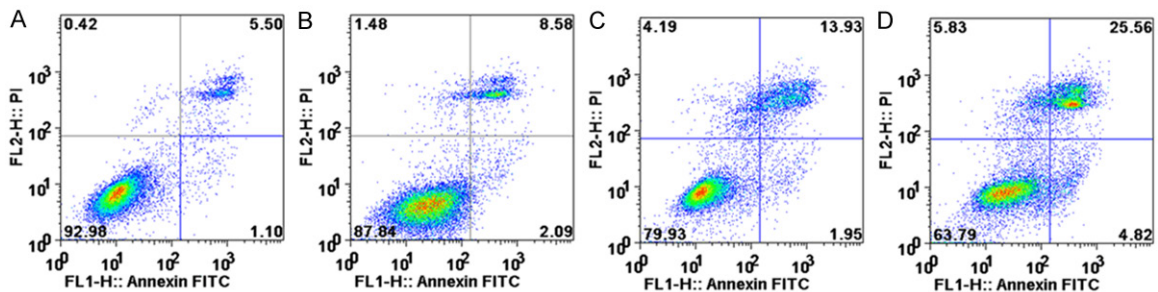 A
0.42 5.50
10³
10²
10¹
10⁰
FL2-H:: PI
92.98 1.10
10⁰ 10¹ 10² 10³
FL1-H:: Annexin FITC
B
1.48 8.58
10³
10²
10¹
10⁰
FL2-H:: PI
87.84 2.09
10⁰ 10¹ 10² 10³
FL1-H:: Annexin FITC
C
4.19 13.93
10³
10²
10¹
10⁰
FL2-H:: PI
79.93 1.95
10⁰ 10¹ 10² 10³
FL1-H:: Annexin FITC
D
5.83 25.56
10³
10²
10¹
10⁰
FL2-H:: PI
63.79 4.82
10⁰ 10¹ 10² 10³
FL1-H:: Annexin FITC